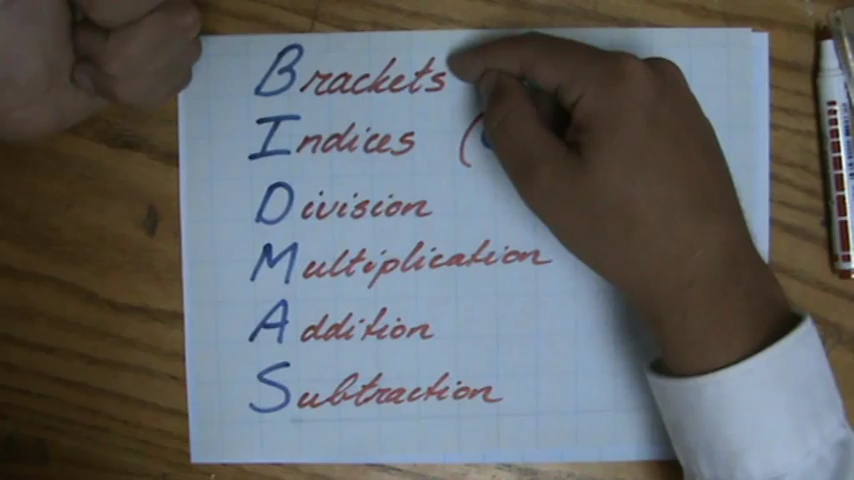 Brackets
Indices (
Division
Multiplication
Addition
Subtraction